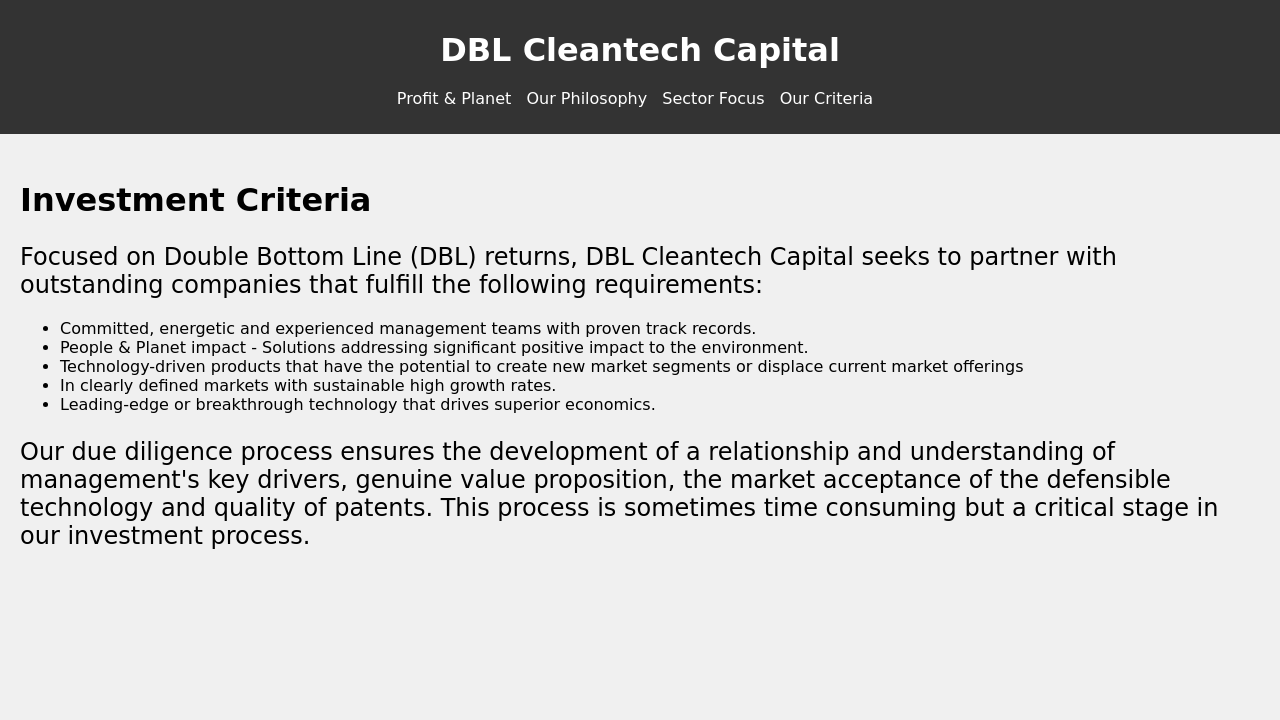 DBL Cleantech Capital
Profit & Planet Our Philosophy Sector Focus Our Criteria
Investment Criteria
Focused on Double Bottom Line (DBL) returns, DBL Cleantech Capital seeks to partner with
outstanding companies that fulfill the following requirements:
• Committed, energetic and experienced management teams with proven track records.
• People & Planet impact - Solutions addressing significant positive impact to the environment.
• Technology-driven products that have the potential to create new market segments or displace current market offerings
• In clearly defined markets with sustainable high growth rates.
• Leading-edge or breakthrough technology that drives superior economics.
Our due diligence process ensures the development of a relationship and understanding of
management's key drivers, genuine value proposition, the market acceptance of the defensible
technology and quality of patents. This process is sometimes time consuming but a critical stage in
our investment process.